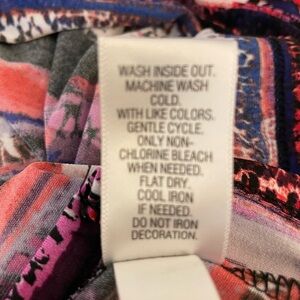 WASH INSIDE OUT.
MACHINE WASH
COLD.
WITH LIKE COLORS.
GENTLE CYCLE.
ONLY NON-
CHLORINE BLEACH
WHEN NEEDED.
FLAT DRY.
COOL IRON
IF NEEDED.
DO NOT IRON
DECORATION.